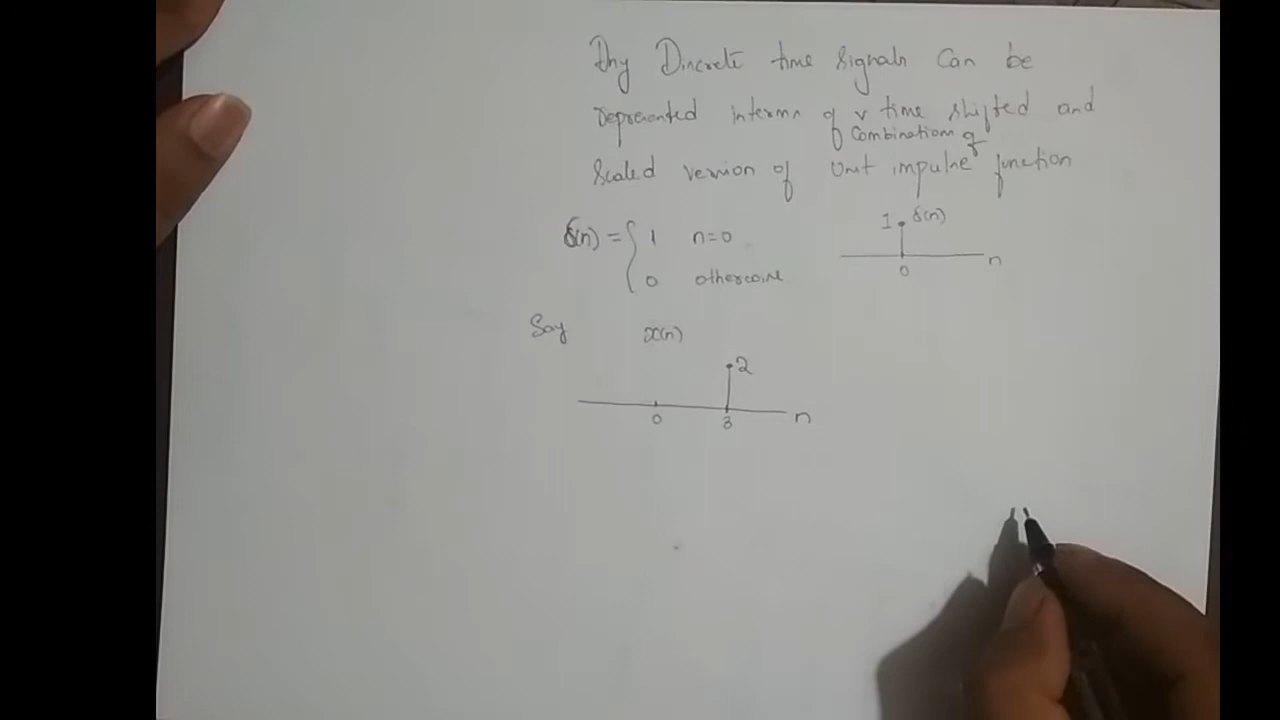 Any Discrete time signals can be
represented interms of v time shifted and
combination of
scaled version of unit impulse function
δ(n) = { 1 n=0
0 otherwise
1 δ(n)
0 n
Say x(n)
2
0 3 n